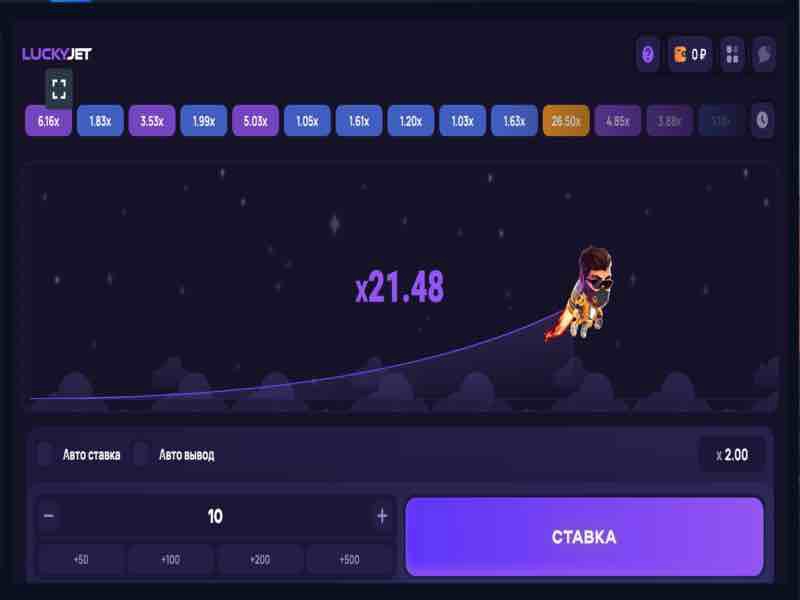 LUCKYJET
? 0 ₽
6.16x 1.83x 3.53x 1.99x 5.03x 1.05x 1.61x 1.20x 1.03x 1.63x 26.50x 4.85x 3.88x
x21.48
Авто ставка Авто вывод x 2.00
− 10 +
СТАВКА
+50 +100 +200 +500